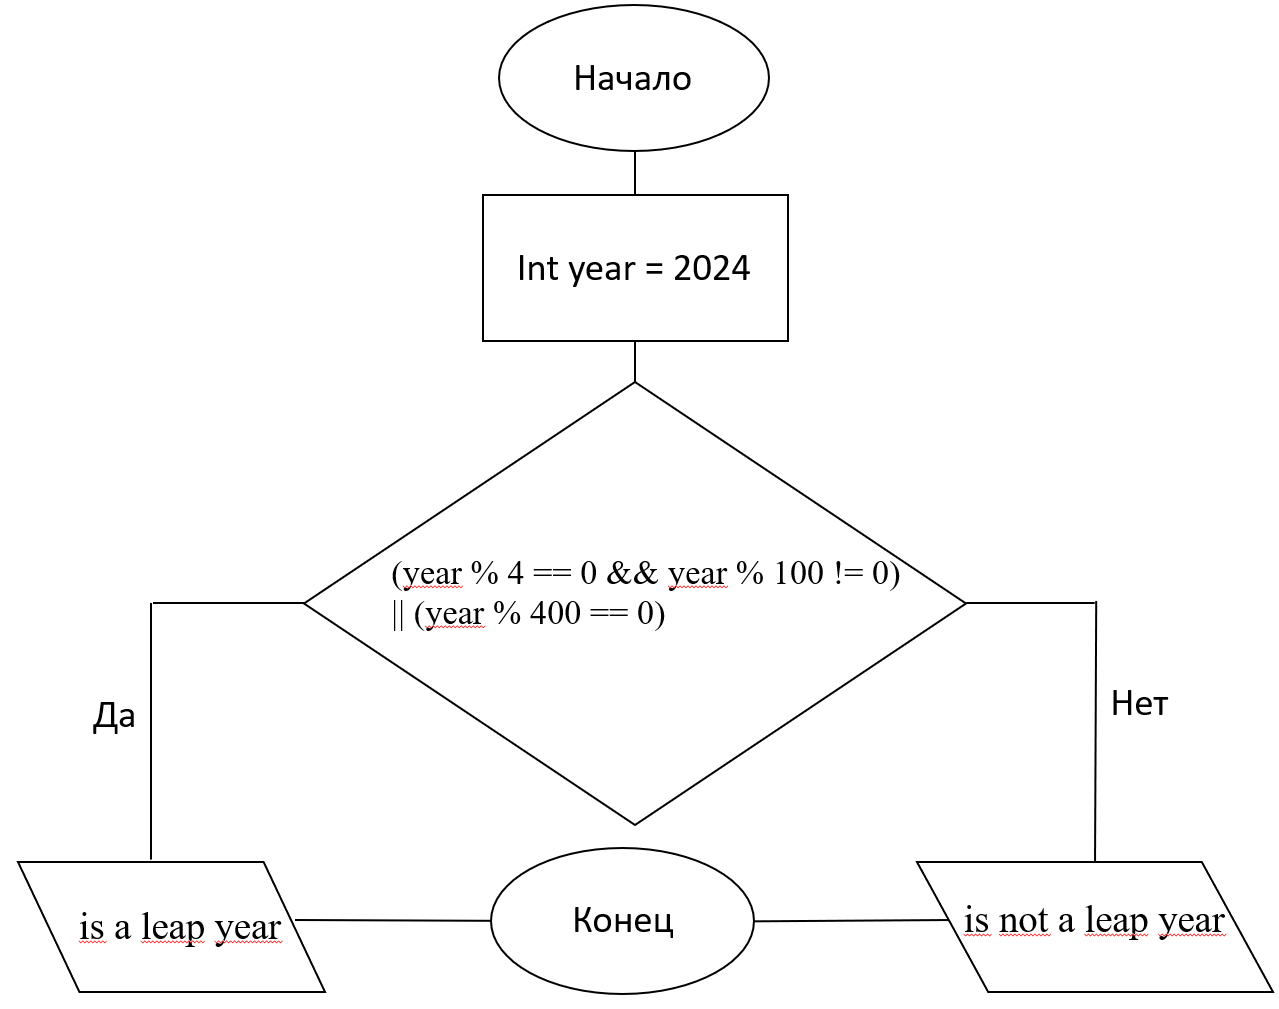 Начало
Int year = 2024
(year % 4 == 0 && year % 100 != 0)
|| (year % 400 == 0)
Да
Нет
is a leap year
Конец
is not a leap year